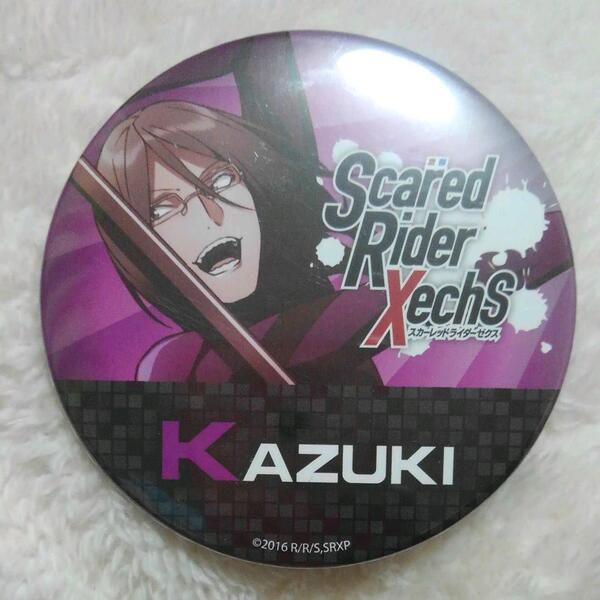 Scared
Rider
Xechs
スカーレッドライダーゼクス
KAZUKI
©2016 R/R/S,SRXP